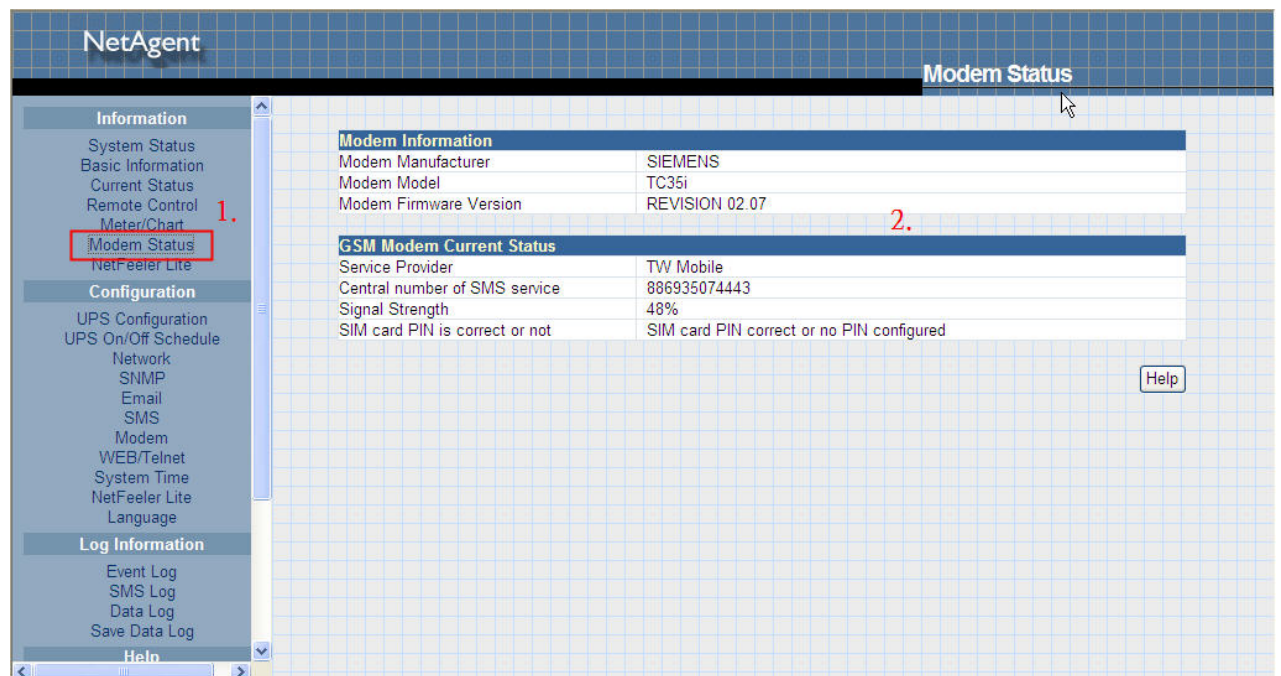 NetAgent
Modem Status
Information
System Status
Basic Information
Current Status
Remote Control
1.
Meter/Chart
Modem Status
NetFeeler Lite
Configuration
UPS Configuration
UPS On/Off Schedule
Network
SNMP
Email
SMS
Modem
WEB/Telnet
System Time
NetFeeler Lite
Language
Log Information
Event Log
SMS Log
Data Log
Save Data Log
Help
Modem Information
Modem Manufacturer SIEMENS
Modem Model TC35i
Modem Firmware Version REVISION 02.07
2.
GSM Modem Current Status
Service Provider TW Mobile
Central number of SMS service 886935074443
Signal Strength 48%
SIM card PIN is correct or not SIM card PIN correct or no PIN configured
Help